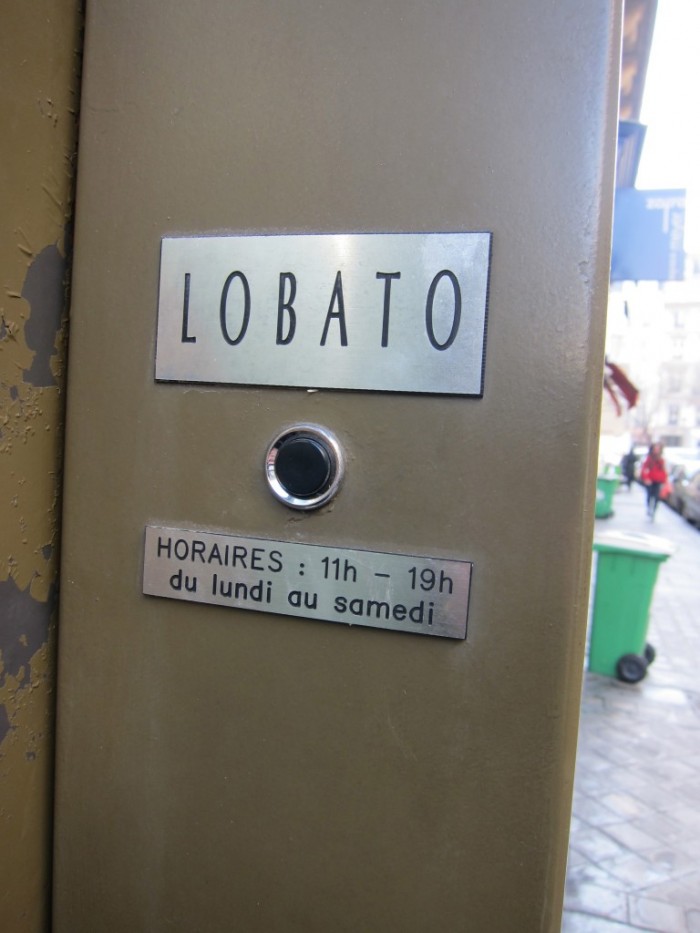 LOBATO
HORAIRES : 11h – 19h
du lundi au samedi